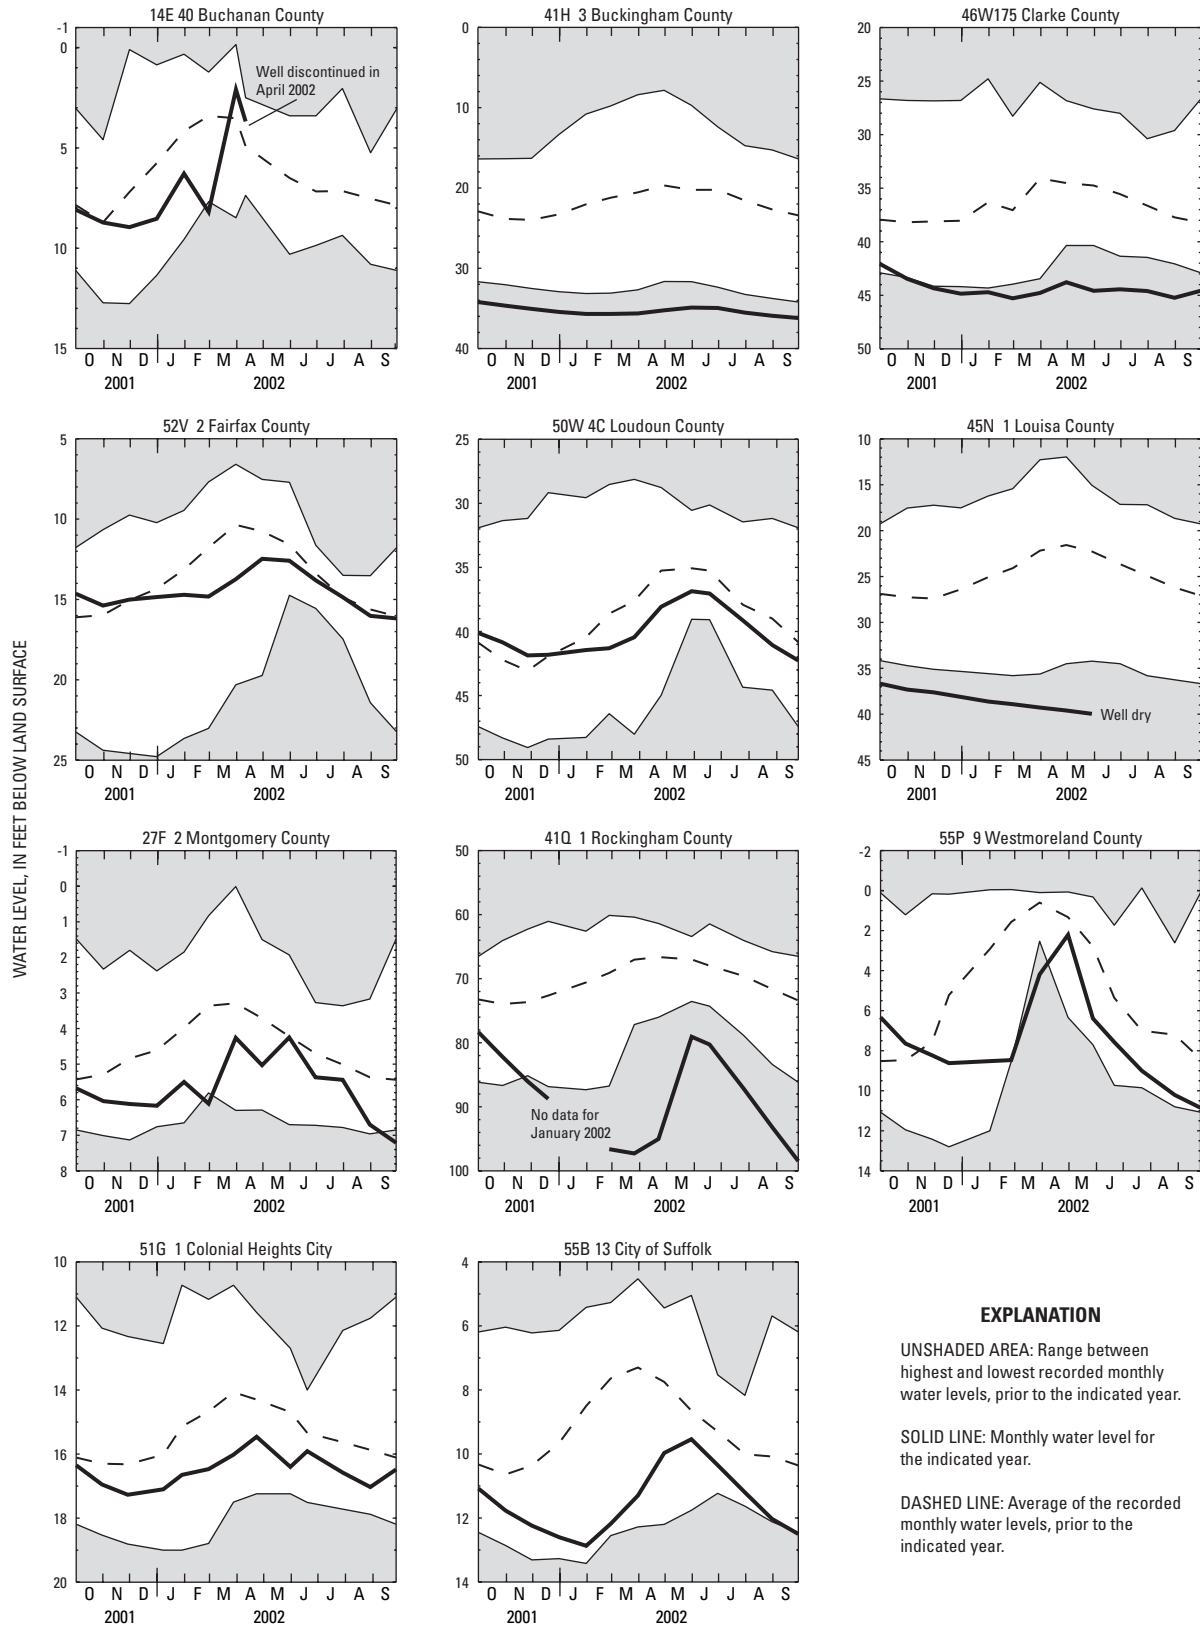 WATER LEVEL, IN FEET BELOW LAND SURFACE
14E 40 Buchanan County
-1
0
5
10
15
Well discontinued in
April 2002
O N D J F M A M J J A S
2001 2002
41H 3 Buckingham County
0
10
20
30
40
O N D J F M A M J J A S
2001 2002
46W175 Clarke County
20
25
30
35
40
45
50
O N D J F M A M J J A S
2001 2002
52V 2 Fairfax County
5
10
15
20
25
O N D J F M A M J J A S
2001 2002
50W 4C Loudoun County
25
30
35
40
45
50
O N D J F M A M J J A S
2001 2002
45N 1 Louisa County
10
15
20
25
30
35
40
45
Well dry
O N D J F M A M J J A S
2001 2002
27F 2 Montgomery County
-1
0
1
2
3
4
5
6
7
8
O N D J F M A M J J A S
2001 2002
41Q 1 Rockingham County
50
60
70
80
90
100
No data for
January 2002
O N D J F M A M J J A S
2001 2002
55P 9 Westmoreland County
-2
0
2
4
6
8
10
12
14
O N D J F M A M J J A S
2001 2002
51G 1 Colonial Heights City
10
12
14
16
18
20
O N D J F M A M J J A S
2001 2002
55B 13 City of Suffolk
4
6
8
10
12
14
O N D J F M A M J J A S
2001 2002
EXPLANATION
UNSHADED AREA: Range between
highest and lowest recorded monthly
water levels, prior to the indicated year.
SOLID LINE: Monthly water level for
the indicated year.
DASHED LINE: Average of the recorded
monthly water levels, prior to the
indicated year.